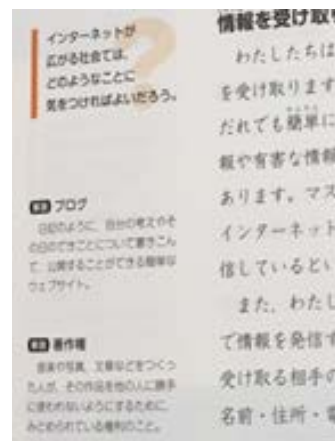 インターネットが
広がる社会では、
どのようなことに
気をつければよいだろう。
ブログ
日記のように、自分の考えやそ
の日のできごとについて書きこん
で、公開することができる簡単な
ウェブサイト。
著作権
音楽や写真、文章などをつくっ
た人が、その作品を他の人に勝手
に使われないようにするために、
みとめられている権利のこと。
情報を受け取
わたしたちは
を受け取ります
だれでも簡単に
報や有害な情報
あります。マス
インターネット
信しているとい
また、わたし
で情報を発信す
受け取る相手の
名前・住所・電